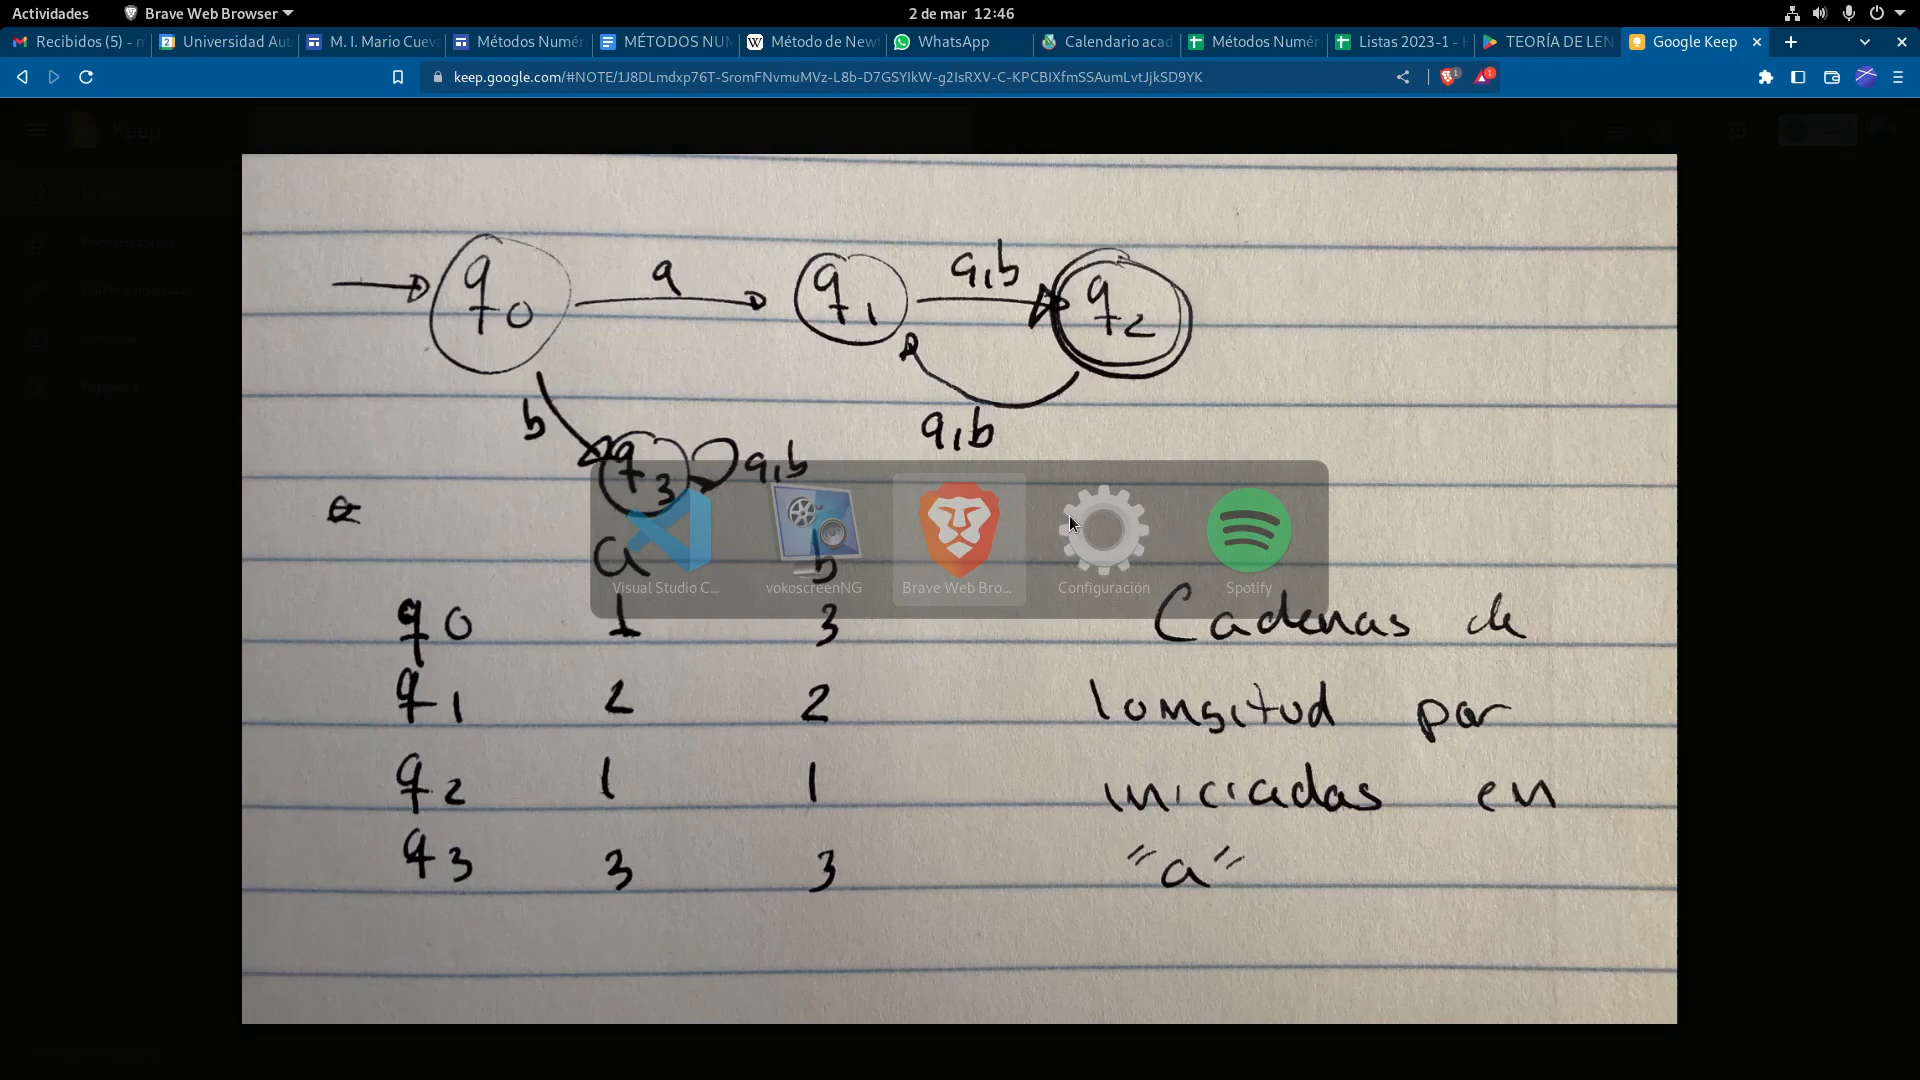 Actividades Brave Web Browser 2 de mar 12:46
Recibidos (5) - m Universidad Aut M. I. Mario Cuev Métodos Numér MÉTODOS NUM Método de New WhatsApp Calendario acad Métodos Numér Listas 2023-1 - H TEORÍA DE LEN Google Keep
keep.google.com/#NOTE/1J8DLmdxp76T-SromFNvmuMVz-L8b-D7GSYIkW-g2IsRXV-C-KPCBIXfmSSAumLvtJjkSD9YK
Keep
q0 a q1 a,b q2
b a,b
q3 a,b
a b
Visual Studio C... vokoscreenNG Brave Web Bro... Configuración Spotify
q0 1 3 Cadenas de
q1 2 2 longitud par
q2 1 1 iniciadas en
q3 3 3 "a"